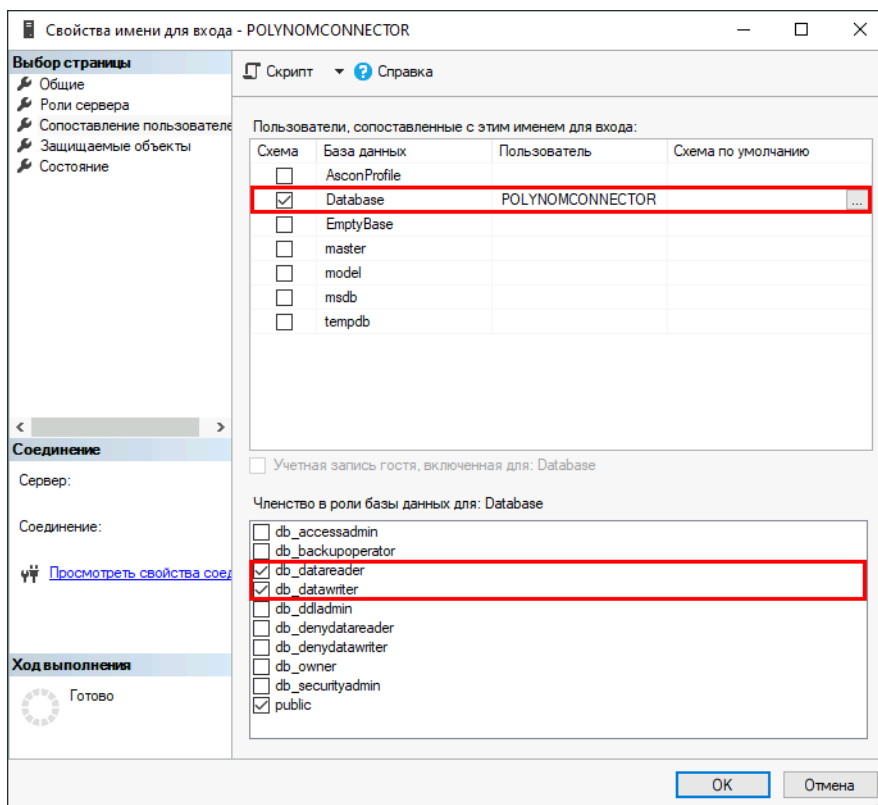 Свойства имени для входа - POLYNOMCONNECTOR
Выбор страницы
Общие
Роли сервера
Сопоставление пользователе
Защищаемые объекты
Состояние
Скрипт
Справка
Пользователи, сопоставленные с этим именем для входа:
Схема База данных Пользователь Схема по умолчанию
AsconProfile
Database POLYNOMCONNECTOR ...
EmptyBase
master
model
msdb
tempdb
Учетная запись гостя, включенная для: Database
Членство в роли базы данных для: Database
db_accessadmin
db_backupoperator
db_datareader
db_datawriter
db_ddladmin
db_denydatareader
db_denydatawriter
db_owner
db_securityadmin
public
Соединение
Сервер:
Соединение:
Просмотреть свойства соед
Ход выполнения
Готово
OK
Отмена